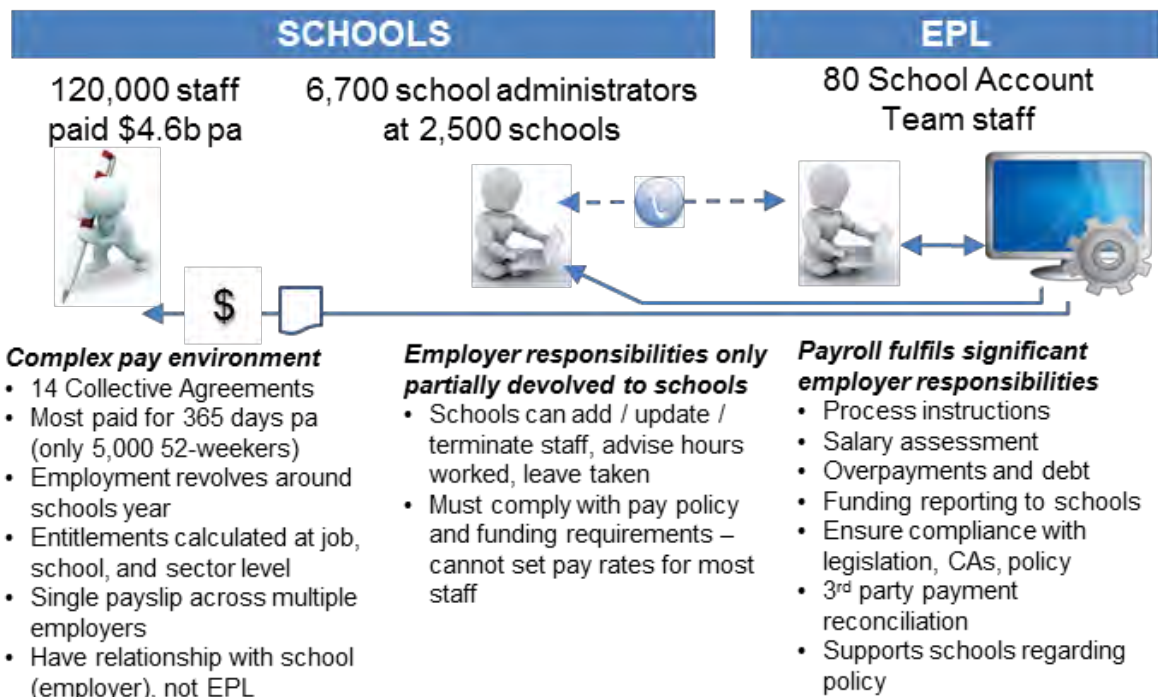 SCHOOLS
EPL
120,000 staff
paid $4.6b pa
6,700 school administrators
at 2,500 schools
80 School Account
Team staff
$
Complex pay environment
• 14 Collective Agreements
• Most paid for 365 days pa
(only 5,000 52-weekers)
• Employment revolves around
schools year
• Entitlements calculated at job,
school, and sector level
• Single payslip across multiple
employers
• Have relationship with school
(employer), not EPL
Employer responsibilities only
partially devolved to schools
• Schools can add / update /
terminate staff, advise hours
worked, leave taken
• Must comply with pay policy
and funding requirements –
cannot set pay rates for most
staff
Payroll fulfils significant
employer responsibilities
• Process instructions
• Salary assessment
• Overpayments and debt
• Funding reporting to schools
• Ensure compliance with
legislation, CAs, policy
• 3rd party payment
reconciliation
• Supports schools regarding
policy